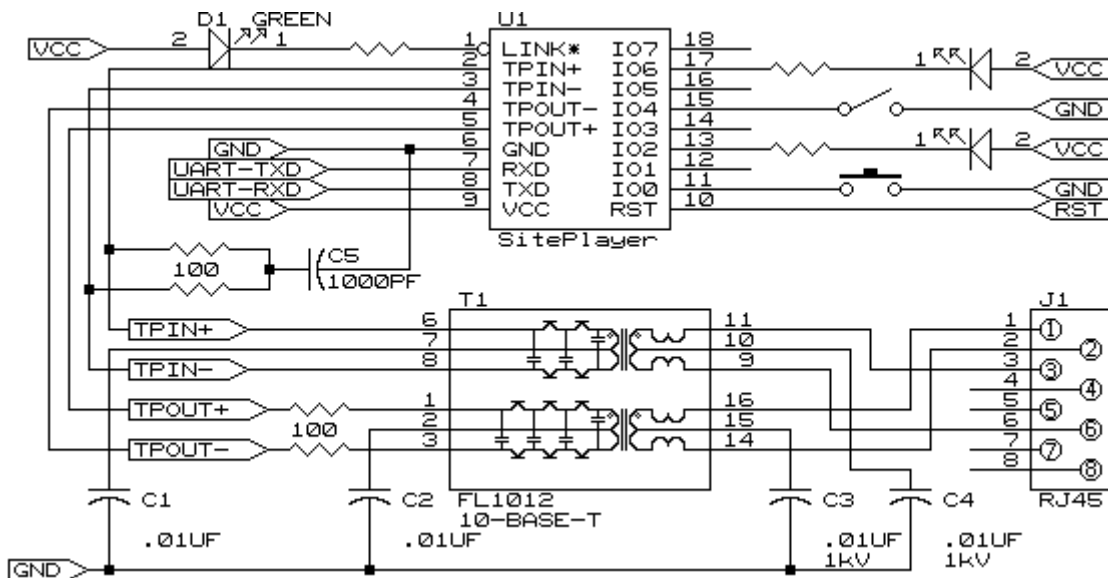 D1 GREEN U1
VCC 2 1 1 LINK* IO7 18
2 TPIN+ IO6 17 1 2 VCC
3 TPIN- IO5 16
4 TPOUT- IO4 15 GND
5 TPOUT+ IO3 14
GND 6 GND IO2 13 1 2 VCC
UART-TXD 7 RXD IO1 12
UART-RXD 8 TXD IO0 11 GND
VCC 9 VCC RST 10 RST
SitePlayer
100 C5
1000PF
T1 J1
TPIN+ 6 11 1 1
7 10 2 2
TPIN- 8 9 3 3
4 4
TPOUT+ 1 16 5 5
100 2 15 6 6
TPOUT- 3 14 7 7
8 8
C1 C2 FL1012 C3 C4 RJ45
10-BASE-T
.01UF .01UF .01UF .01UF
1kV 1kV
GND